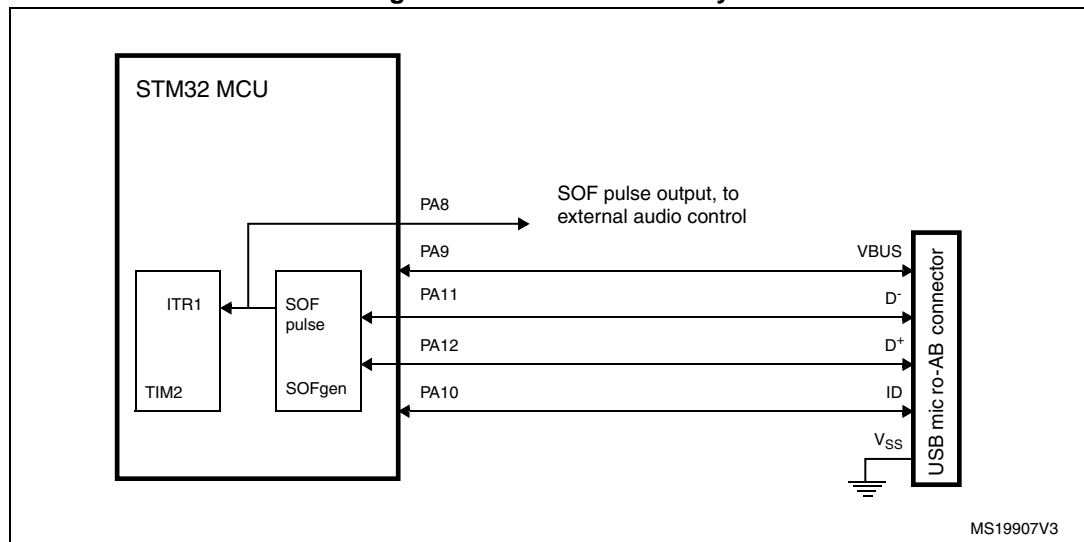 STM32 MCU
PA8
SOF pulse output, to
external audio control
PA9
VBUS
ITR1
SOF
pulse
PA11
D-
PA12
D+
TIM2
SOFgen
PA10
ID
VSS
USB mic ro-AB connector
MS19907V3